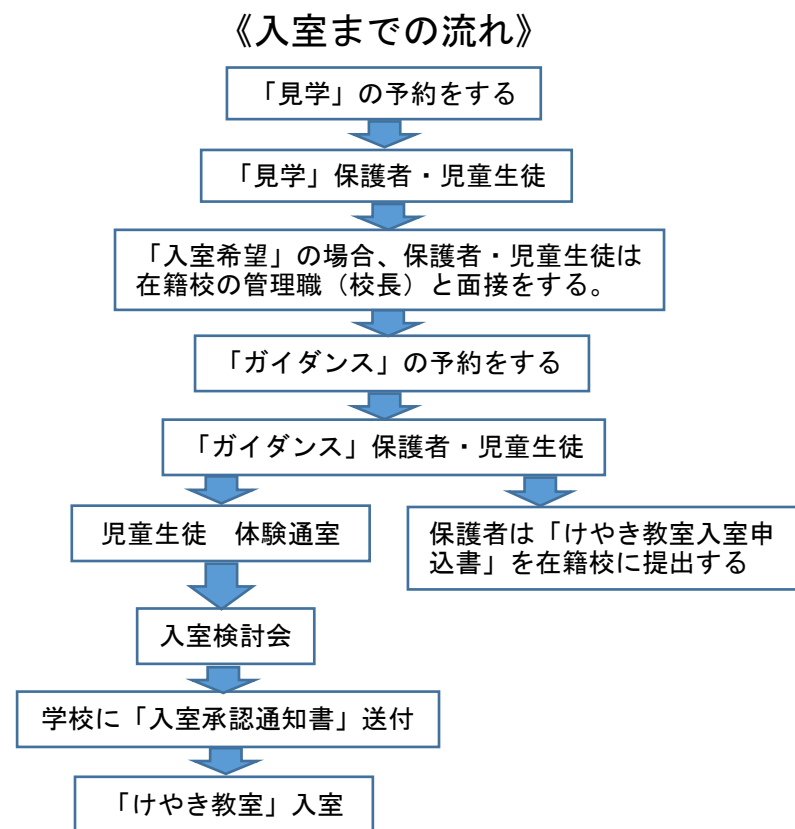 《入室までの流れ》
「見学」の予約をする
「見学」保護者・児童生徒
「入室希望」の場合、保護者・児童生徒は
在籍校の管理職（校長）と面接をする。
「ガイダンス」の予約をする
「ガイダンス」保護者・児童生徒
児童生徒　体験通室
保護者は「けやき教室入室申
込書」を在籍校に提出する
入室検討会
学校に「入室承認通知書」送付
「けやき教室」入室